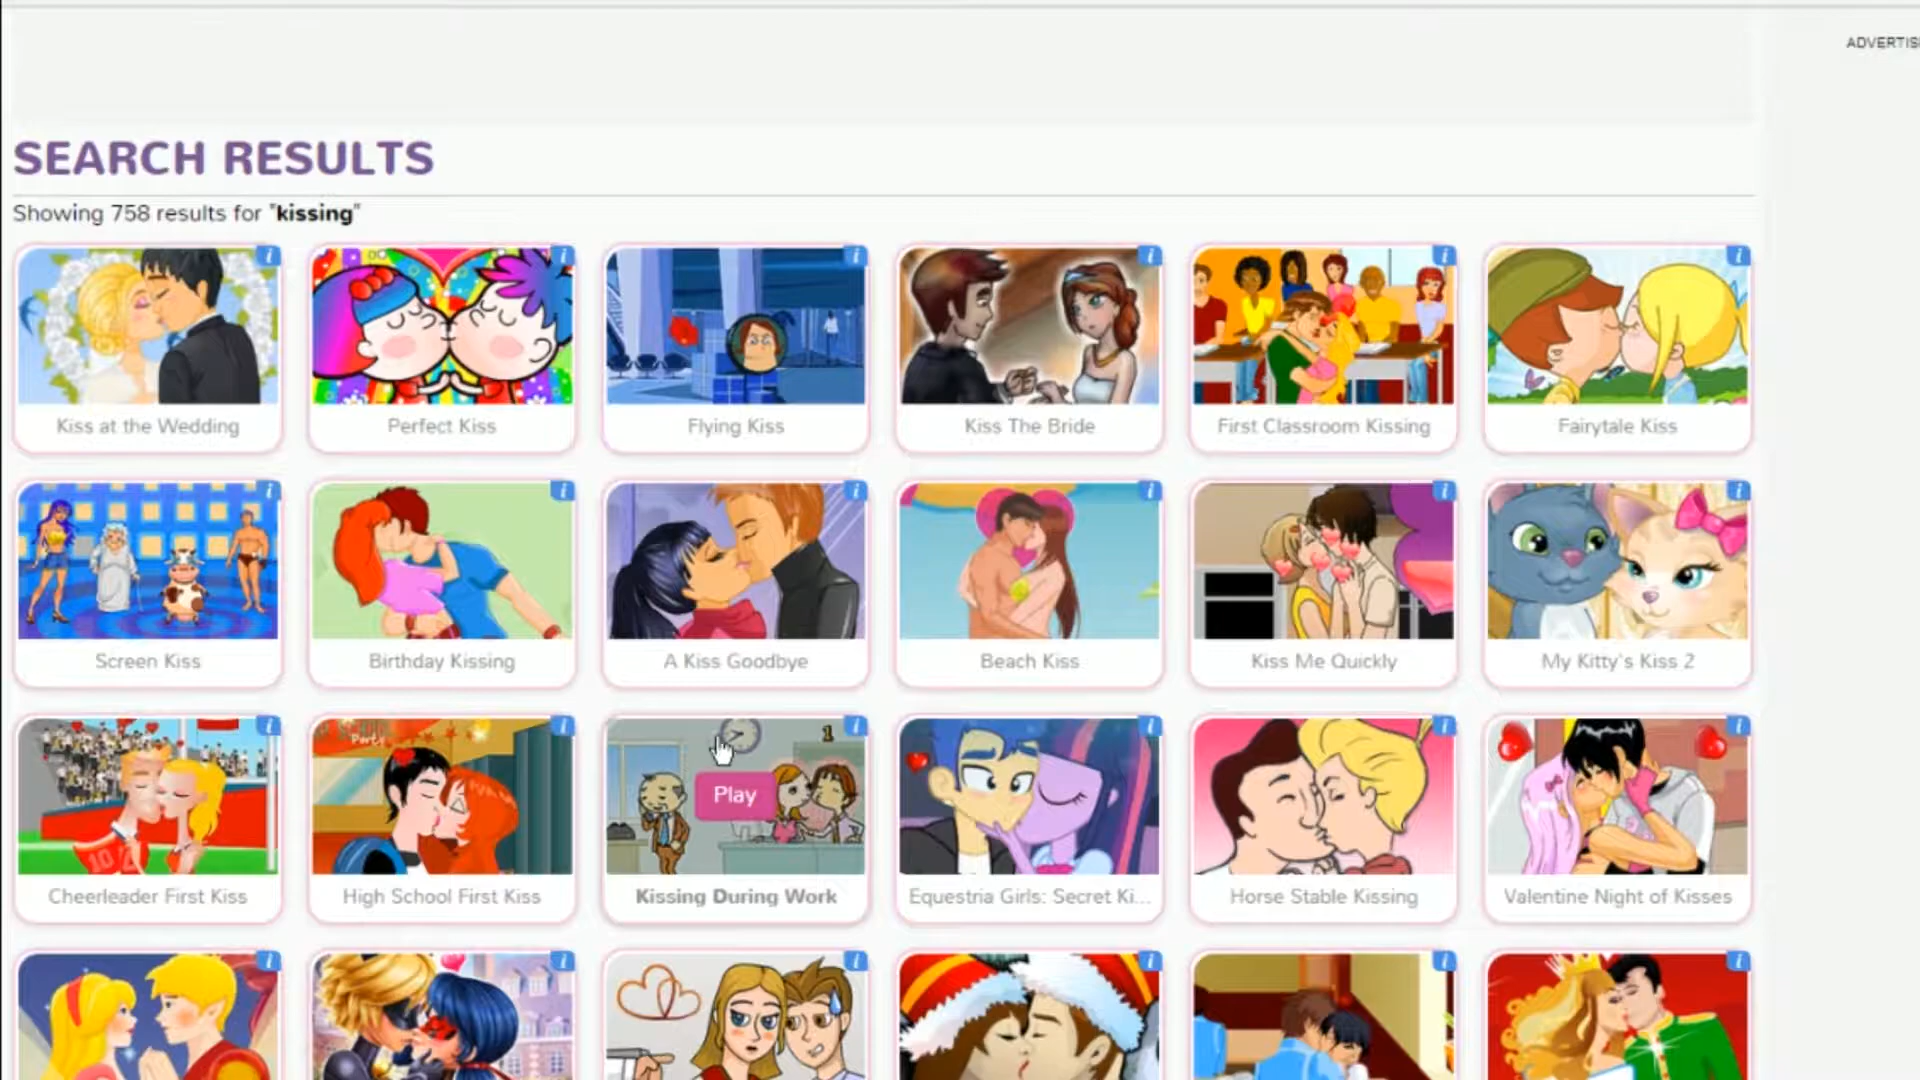 ADVERTIS
SEARCH RESULTS
Showing 758 results for "kissing"
Kiss at the Wedding
Perfect Kiss
Flying Kiss
Kiss The Bride
First Classroom Kissing
Fairytale Kiss
Screen Kiss
Birthday Kissing
A Kiss Goodbye
Beach Kiss
Kiss Me Quickly
My Kitty's Kiss 2
Party
10
1
Play
Cheerleader First Kiss
High School First Kiss
Kissing During Work
Equestria Girls: Secret Ki...
Horse Stable Kissing
Valentine Night of Kisses